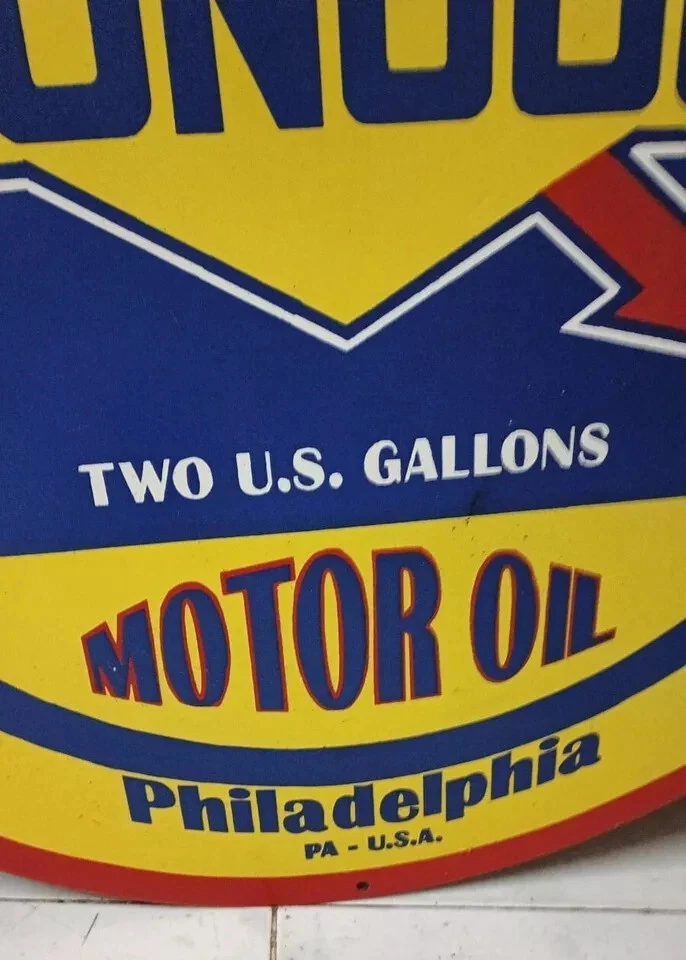 TWO U.S. GALLONS
MOTOR OIL
Philadelphia
PA - U.S.A.